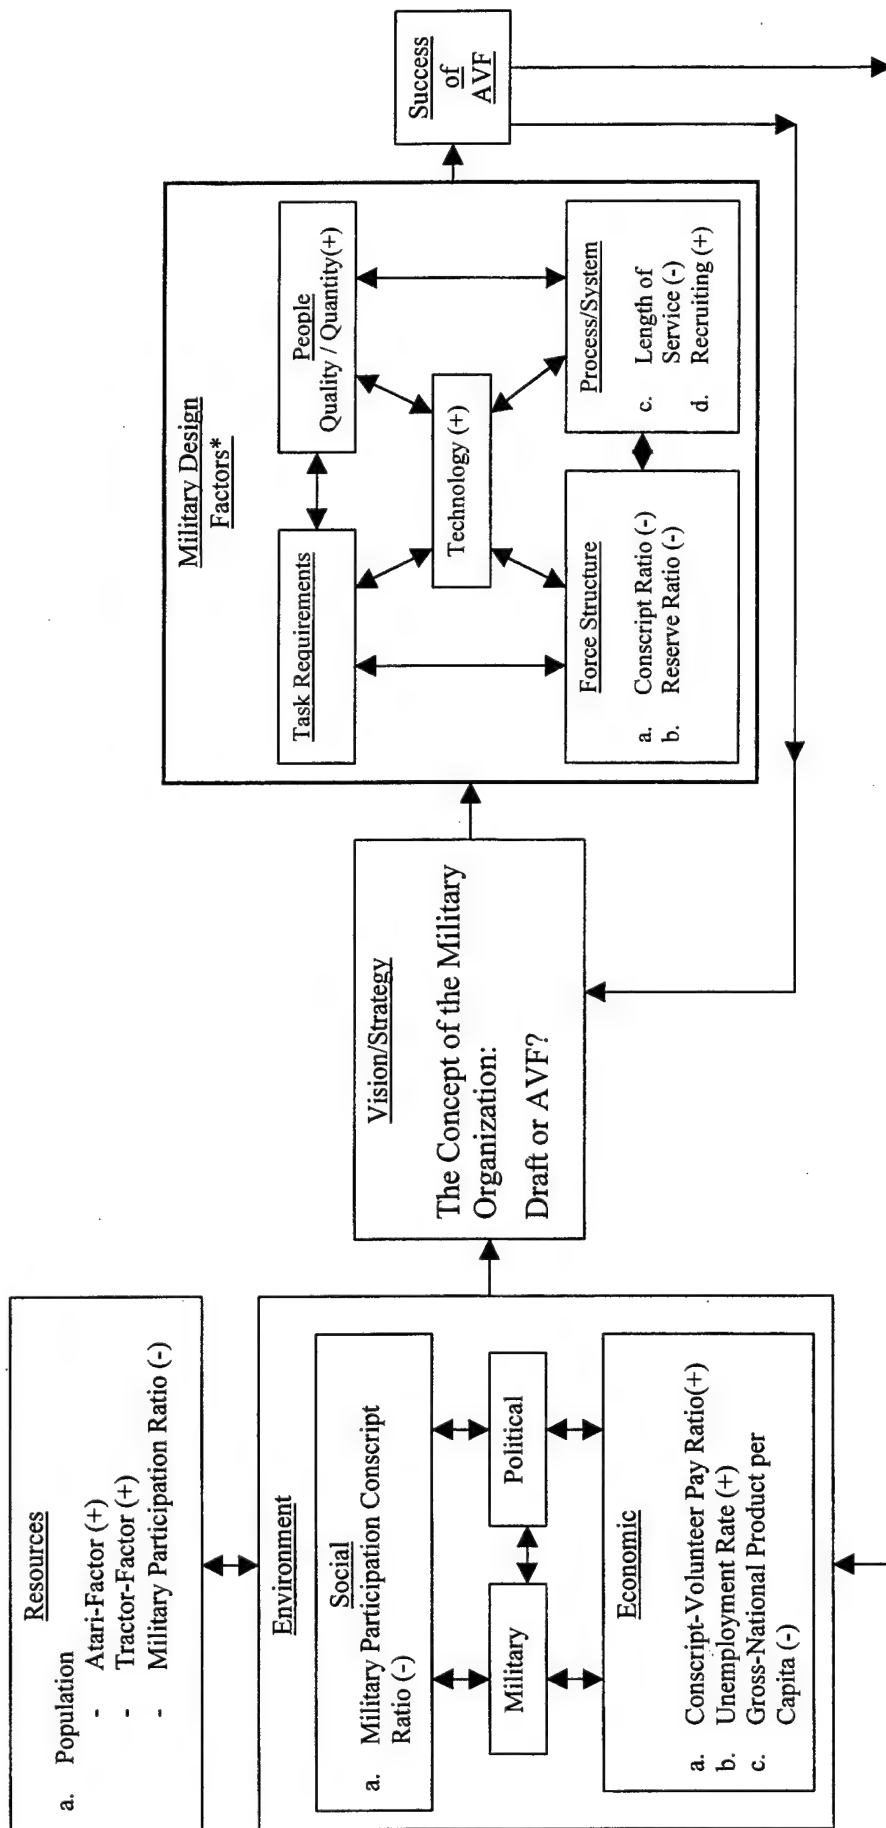 Resources
a. Population
- Atari-Factor (+)
- Tractor-Factor (+)
- Military Participation Ratio (-)
Environment
Social
a. Military Participation Conscript
Ratio (-)
Military
Political
Economic
a. Conscript-Volunteer Pay Ratio(+)
b. Unemployment Rate (+)
c. Gross-National Product per
Capita (-)
Vision/Strategy
The Concept of the Military
Organization:
Draft or AVF?
Military Design
Factors*
Task Requirements
People
Quality / Quantity(+)
Technology (+)
Force Structure
a. Conscript Ratio (-)
b. Reserve Ratio (-)
Process/System
c. Length of
Service (-)
d. Recruiting (+)
Success
of
AVF